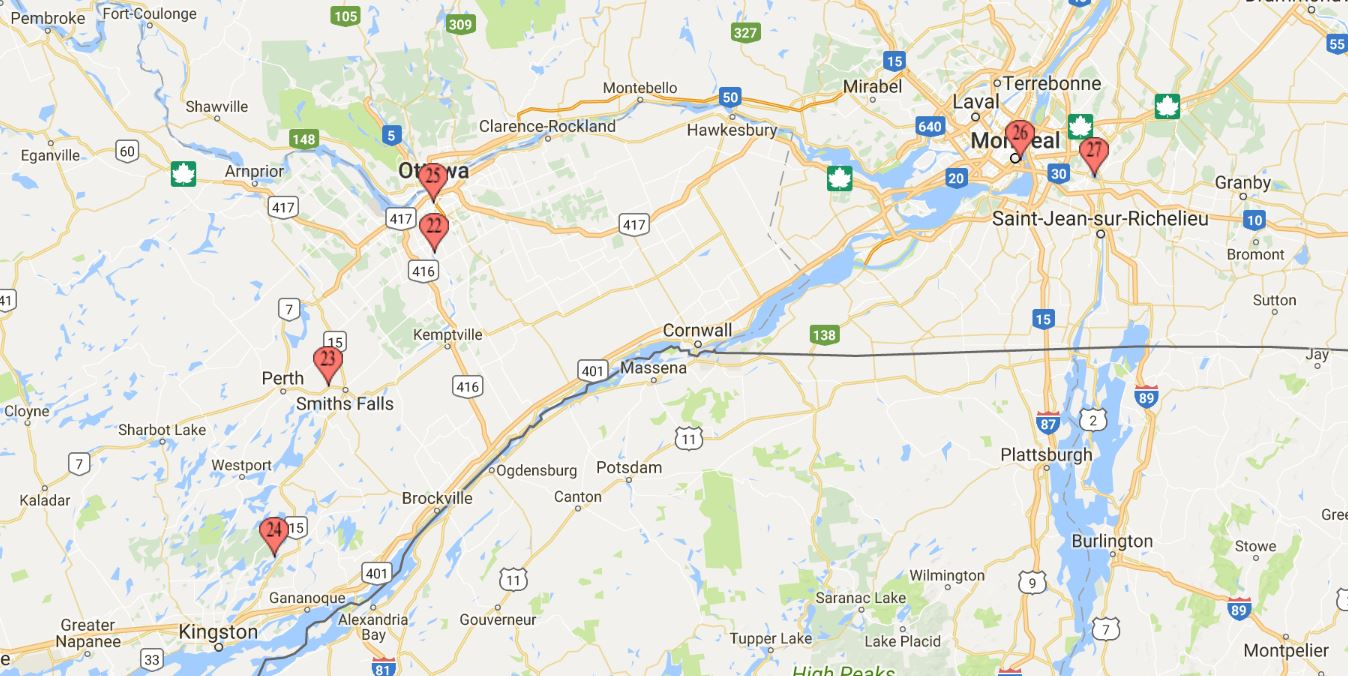 Pembroke
Fort-Coulonge
105
309
327
15
55
Shawville
Montebello
50
Mirabel
Terrebonne
Laval
148
5
Clarence-Rockland
Hawkesbury
640
Montreal
26
27
Eganville
60
Arnprior
Ottawa
25
20
30
Granby
417
417
22
417
Saint-Jean-sur-Richelieu
10
Bromont
416
41
7
Sutton
15
Kemptville
Cornwall
138
15
Jay
23
Perth
401
Massena
Smiths Falls
416
89
Cloyne
87
2
Sharbot Lake
11
7
Westport
Ogdensburg
Potsdam
Plattsburgh
Kaladar
Brockville
Canton
24
15
Burlington
Stowe
401
11
Wilmington
9
Gananoque
Saranac Lake
89
Greater
Napanee
Kingston
Alexandria
Bay
Gouverneur
Tupper Lake
Lake Placid
7
Montpelier
33
81
High Peaks